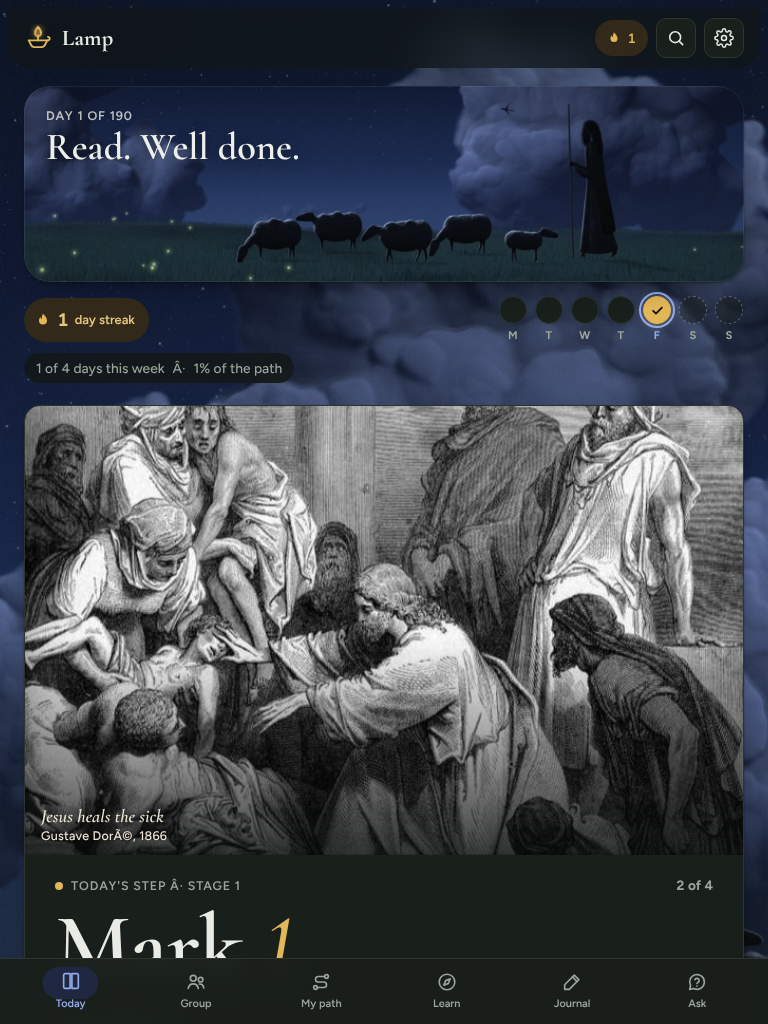 Lamp
1
DAY 1 OF 190
Read. Well done.
1 day streak
M T W T F S S
1 of 4 days this week Â· 1% of the path
Jesus heals the sick
Gustave DorÃ©, 1866
TODAY'S STEP Â· STAGE 1
2 of 4
Mark 1
Today
Group
My path
Learn
Journal
Ask